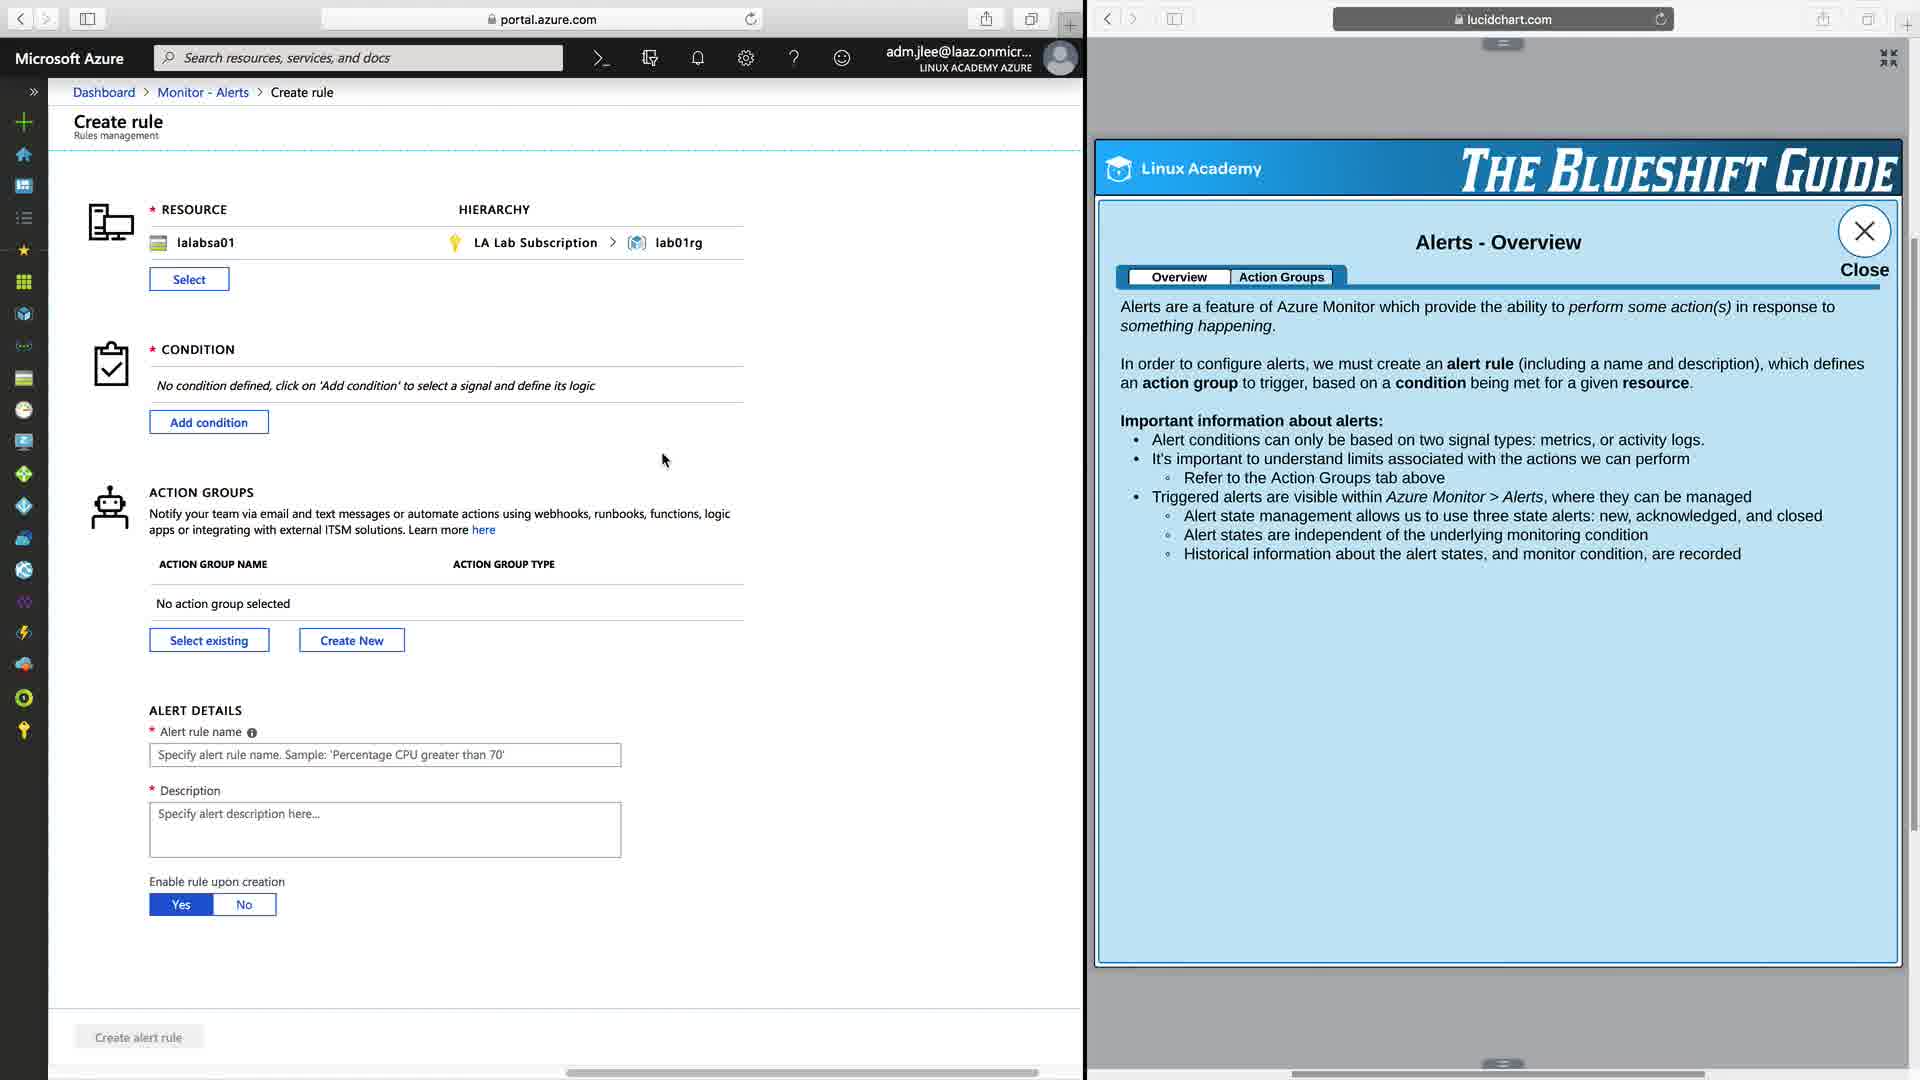 portal.azure.com
Microsoft Azure
Search resources, services, and docs
adm.jlee@laaz.onmicr...
LINUX ACADEMY AZURE
Dashboard > Monitor - Alerts > Create rule
Create rule
Rules management
* RESOURCE
HIERARCHY
lalabsa01
LA Lab Subscription > lab01rg
Select
* CONDITION
No condition defined, click on 'Add condition' to select a signal and define its logic
Add condition
ACTION GROUPS
Notify your team via email and text messages or automate actions using webhooks, runbooks, functions, logic
apps or integrating with external ITSM solutions. Learn more here
ACTION GROUP NAME
ACTION GROUP TYPE
No action group selected
Select existing
Create New
ALERT DETAILS
* Alert rule name
Specify alert rule name. Sample: 'Percentage CPU greater than 70'
* Description
Specify alert description here...
Enable rule upon creation
Yes
No
Create alert rule
lucidchart.com
Linux Academy
THE BLUESHIFT GUIDE
Alerts - Overview
Close
Overview
Action Groups
Alerts are a feature of Azure Monitor which provide the ability to perform some action(s) in response to
something happening.
In order to configure alerts, we must create an alert rule (including a name and description), which defines
an action group to trigger, based on a condition being met for a given resource.
Important information about alerts:
• Alert conditions can only be based on two signal types: metrics, or activity logs.
• It's important to understand limits associated with the actions we can perform
◦ Refer to the Action Groups tab above
• Triggered alerts are visible within Azure Monitor > Alerts, where they can be managed
◦ Alert state management allows us to use three state alerts: new, acknowledged, and closed
◦ Alert states are independent of the underlying monitoring condition
◦ Historical information about the alert states, and monitor condition, are recorded